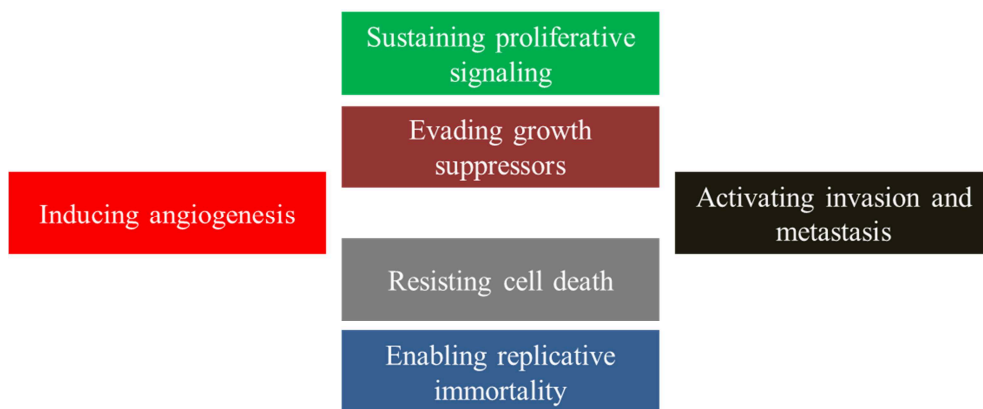 Sustaining proliferative
signaling
Evading growth
suppressors
Inducing angiogenesis
Activating invasion and
metastasis
Resisting cell death
Enabling replicative
immortality